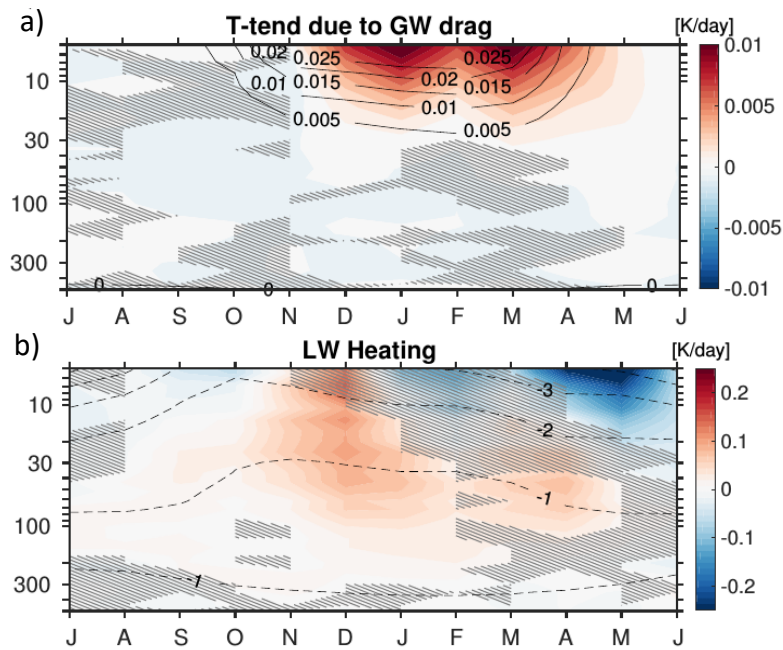 a)
T-tend due to GW drag
[K/day]
0.02 0.025 0.025
0.01 0.015 0.02 0.015
0.01
0.005 0.005
0 0 0
10
30
100
300
J A S O N D J F M A M J
0.01
0.005
0
-0.005
-0.01
b)
LW Heating
[K/day]
-3
-2
-1
-1
10
30
100
300
J A S O N D J F M A M J
0.2
0.1
0
-0.1
-0.2